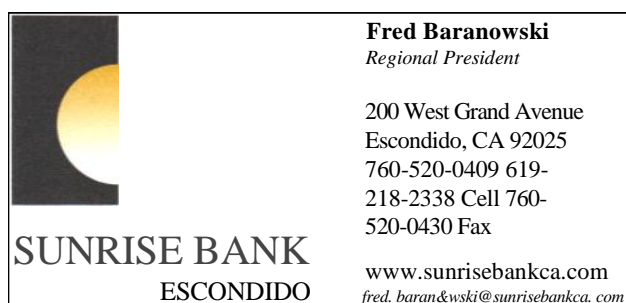 Fred Baranowski
Regional President
200 West Grand Avenue
Escondido, CA 92025
760-520-0409 619-
218-2338 Cell 760-
520-0430 Fax
SUNRISE BANK
ESCONDIDO
www.sunrisebankca.com
fred. baran&wski@sunrisebankca. com